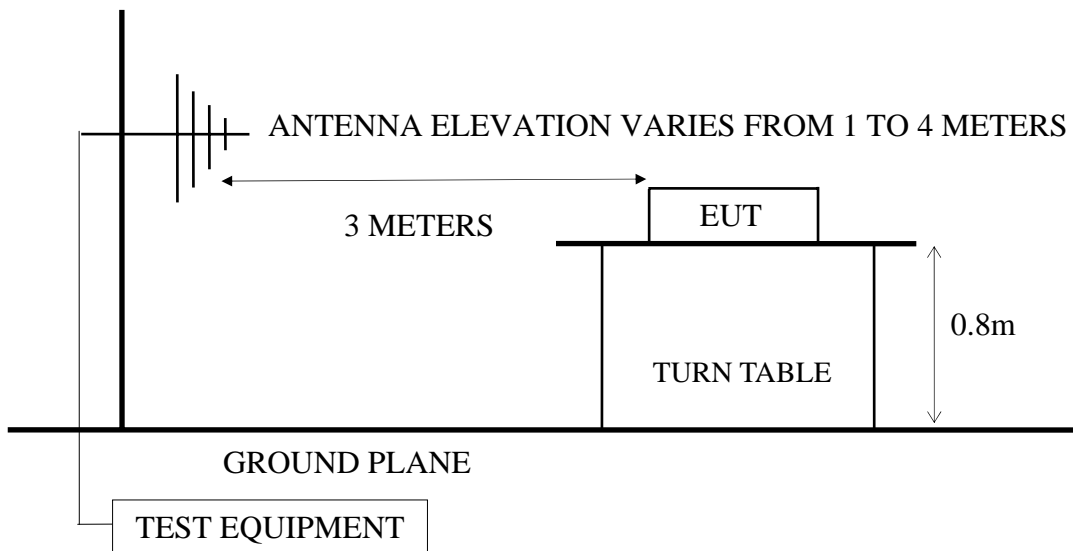 ANTENNA ELEVATION VARIES FROM 1 TO 4 METERS
3 METERS
EUT
0.8m
TURN TABLE
GROUND PLANE
TEST EQUIPMENT